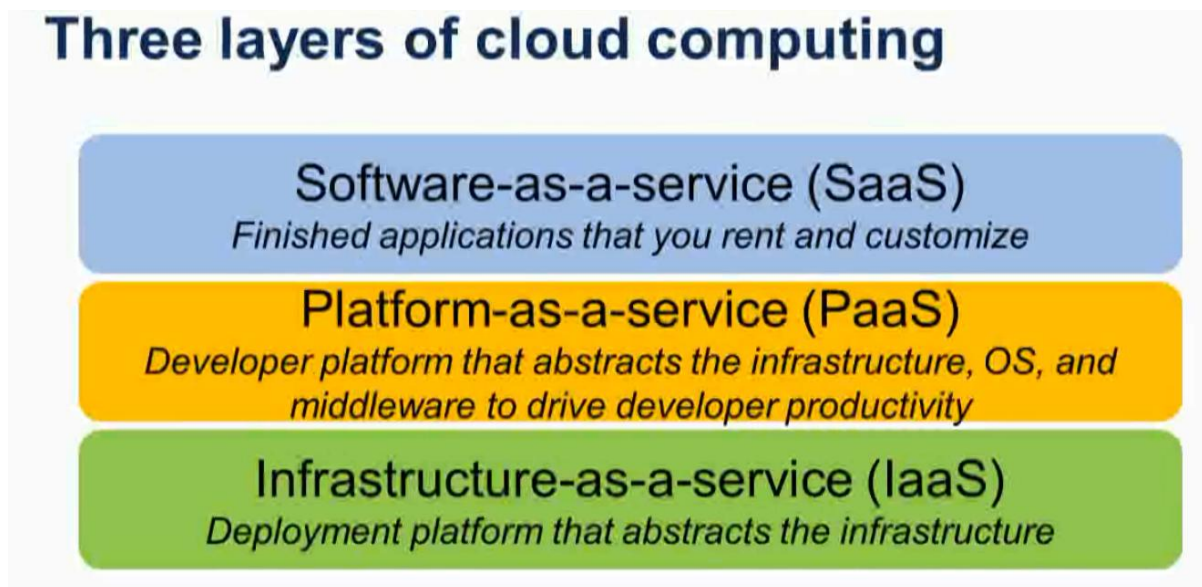 Three layers of cloud computing
Software-as-a-service (SaaS)
Finished applications that you rent and customize
Platform-as-a-service (PaaS)
Developer platform that abstracts the infrastructure, OS, and
middleware to drive developer productivity
Infrastructure-as-a-service (IaaS)
Deployment platform that abstracts the infrastructure